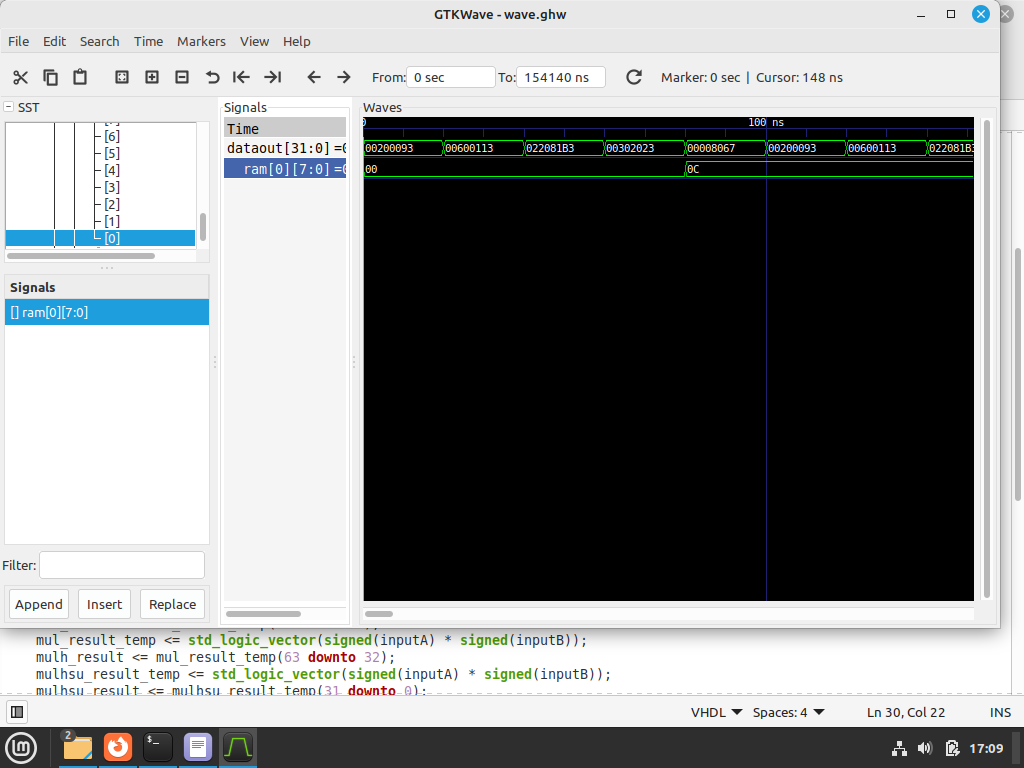 GTKWave - wave.ghw
File Edit Search Time Markers View Help
From: 0 sec To: 154140 ns Marker: 0 sec | Cursor: 148 ns
SST
[6]
[5]
[4]
[3]
[2]
[1]
[0]
Signals
[] ram[0][7:0]
Filter:
Append Insert Replace
Signals
Time
dataout[31:0] =0
ram[0][7:0] =0
Waves
0 100 ns
00200093 00600113 022081B3 00302023 00008067 00200093 00600113 022081B3
00 0C
mul_result_temp <= std_logic_vector(signed(inputA) * signed(inputB));
mulh_result <= mul_result_temp(63 downto 32);
mulhsu_result_temp <= std_logic_vector(signed(inputA) * signed(inputB));
mulhsu_result <= mulhsu_result_temp(31 downto 0);
VHDL Spaces: 4 Ln 30, Col 22 INS
2 17:09